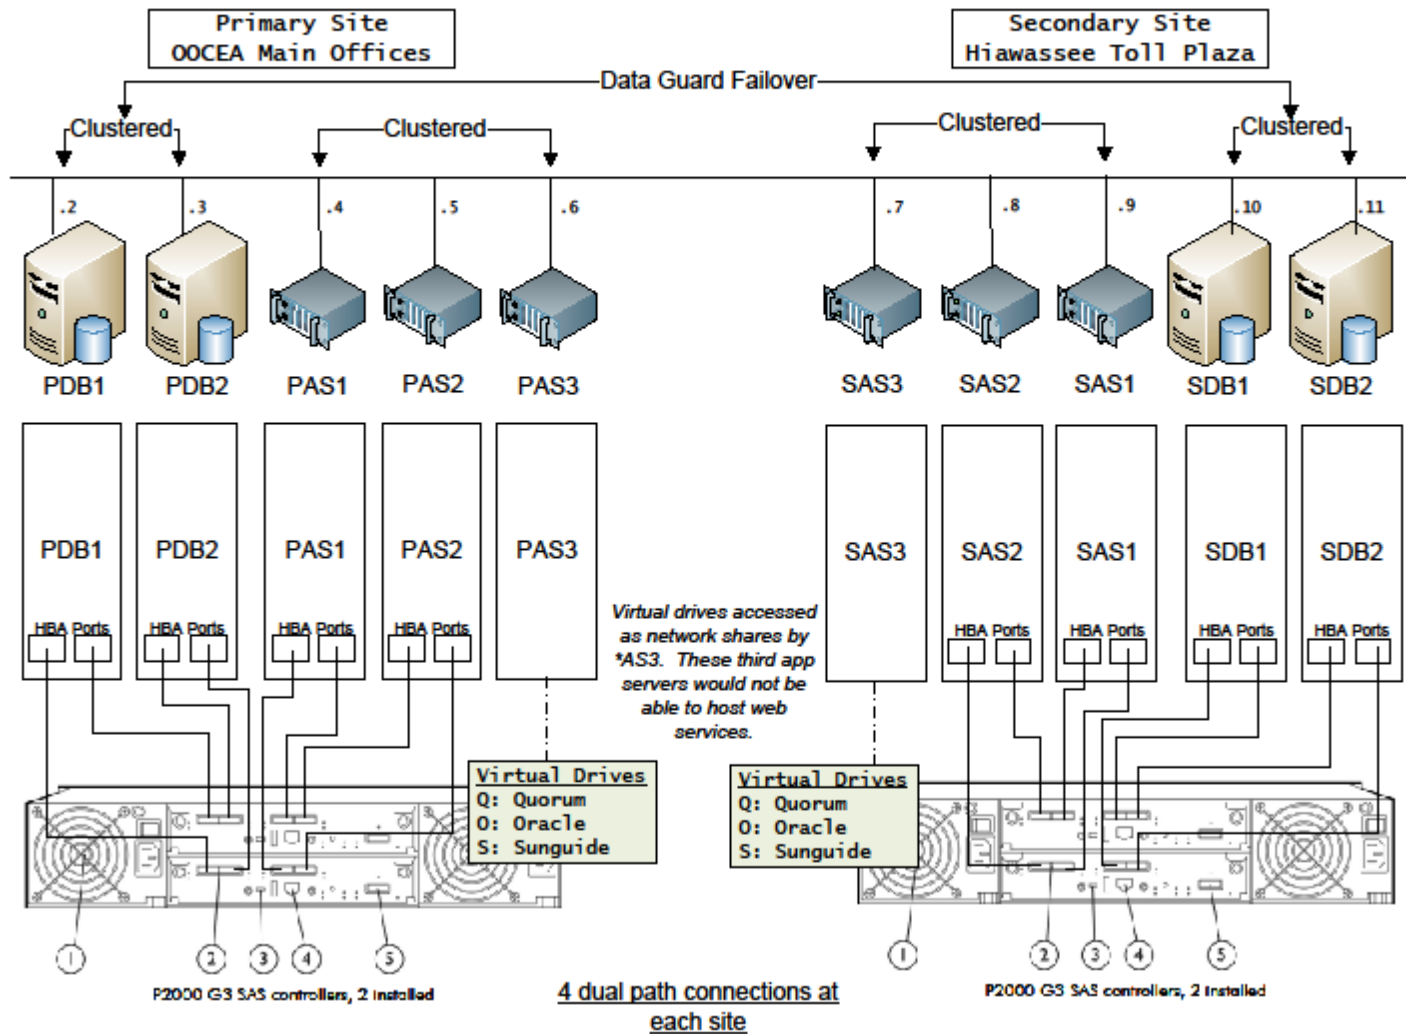 Primary Site
OOCEA Main Offices
Secondary Site
Hiawassee Toll Plaza
Data Guard Failover
Clustered
Clustered
Clustered
Clustered
.2
.3
.4
.5
.6
.7
.8
.9
.10
.11
PDB1
PDB2
PAS1
PAS2
PAS3
SAS3
SAS2
SAS1
SDB1
SDB2
PDB1
PDB2
PAS1
PAS2
PAS3
SAS3
SAS2
SAS1
SDB1
SDB2
HBA Ports
HBA Ports
HBA Ports
HBA Ports
HBA Ports
HBA Ports
HBA Ports
HBA Ports
Virtual drives accessed
as network shares by
*AS3. These third app
servers would not be
able to host web
services.
Virtual Drives
Q: Quorum
O: Oracle
S: Sunguide
Virtual Drives
Q: Quorum
O: Oracle
S: Sunguide
1
2
3
4
5
1
2
3
4
5
P2000 G3 SAS controllers, 2 installed
P2000 G3 SAS controllers, 2 installed
4 dual path connections at
each site